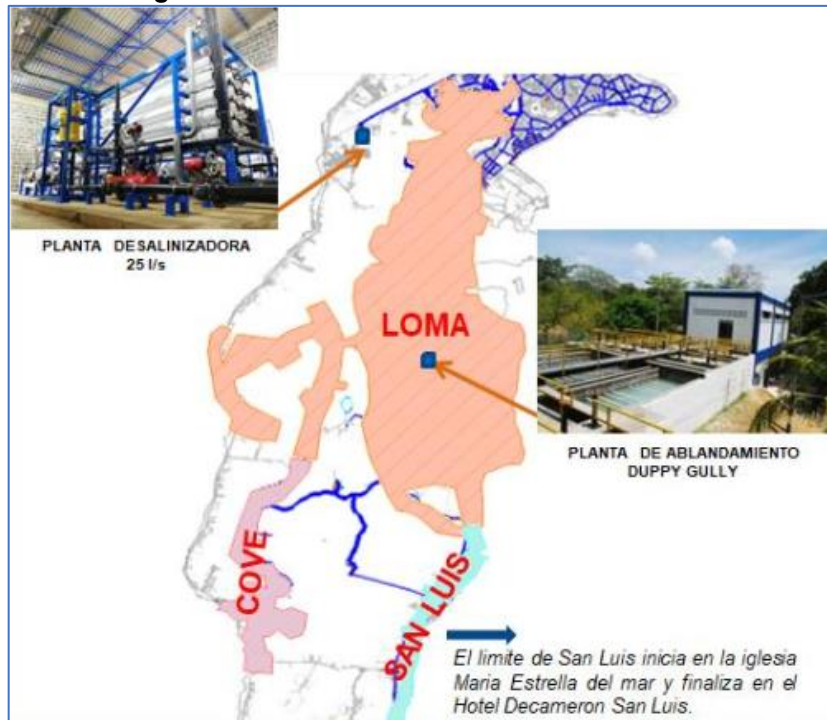 PLANTA DESALINIZADORA
25 l/s
LOMA
PLANTA DE ABLANDAMIENTO
DUPPY GULLY
COVE
SAN LUIS
El limite de San Luis inicia en la iglesia
Maria Estrella del mar y finaliza en el
Hotel Decameron San Luis.